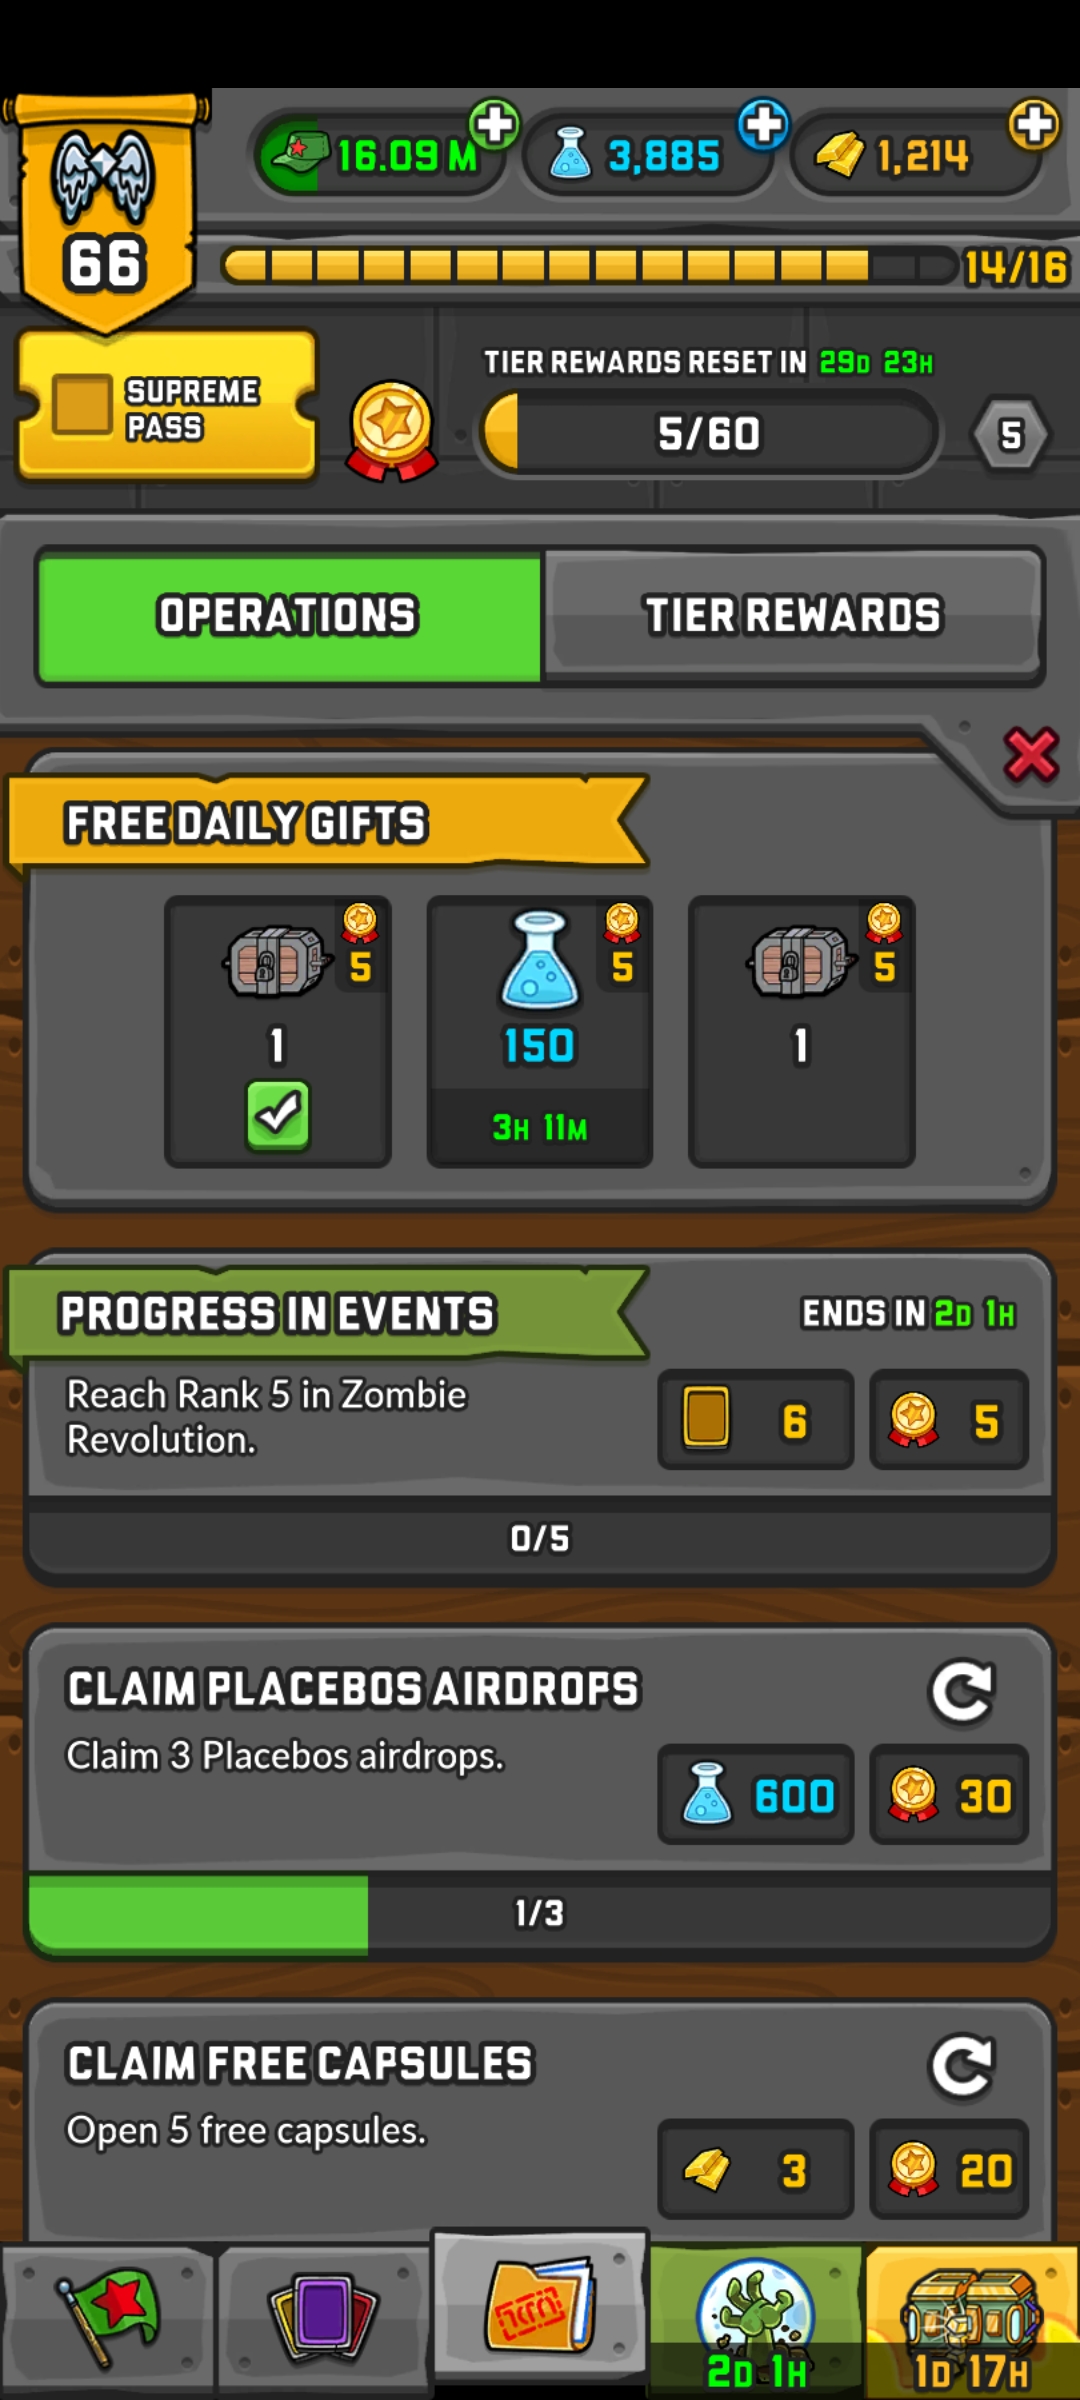 16.09 M
3,885
1,214
66
14/16
SUPREME
PASS
TIER REWARDS RESET IN 29D 23H
5/60
5
OPERATIONS
TIER REWARDS
FREE DAILY GIFTS
5
5
5
1
150
1
3H 11M
PROGRESS IN EVENTS
ENDS IN 2D 1H
Reach Rank 5 in Zombie
Revolution.
6
5
0/5
CLAIM PLACEBOS AIRDROPS
Claim 3 Placebos airdrops.
600
30
1/3
CLAIM FREE CAPSULES
Open 5 free capsules.
3
20
2D 1H
1D 17H